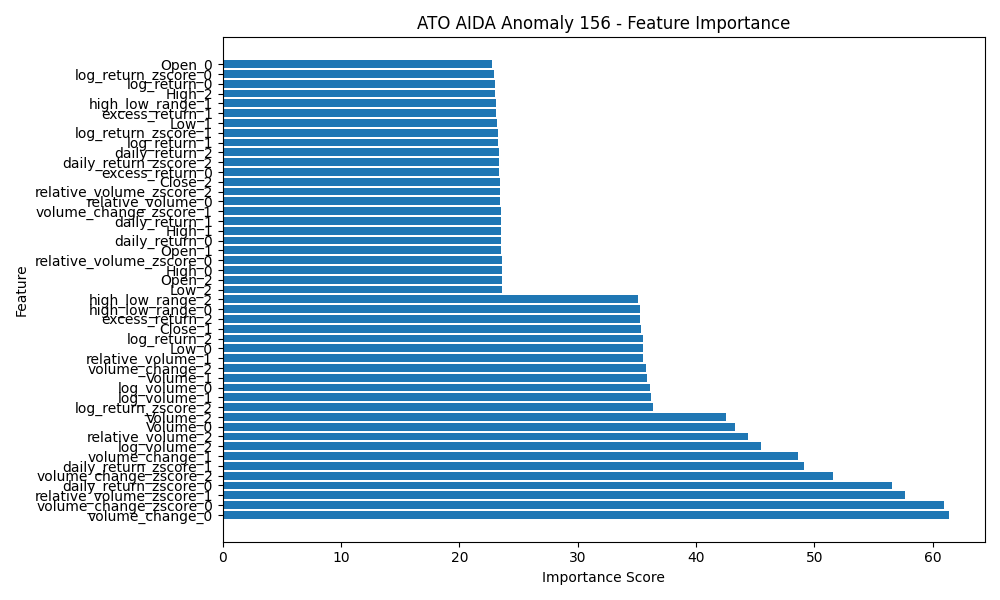 ATO AIDA Anomaly 156 - Feature Importance
Open_0
log_return_zscore_0
log_return_0
High_2
high_low_range_1
excess_return_1
Low_1
log_return_zscore_1
log_return_1
daily_return_2
daily_return_zscore_2
excess_return_0
Close_2
relative_volume_zscore_2
relative_volume_0
volume_change_zscore_1
daily_return_1
High_1
daily_return_0
Open_1
relative_volume_zscore_0
High_0
Open_2
Low_2
high_low_range_2
high_low_range_0
excess_return_2
Close_1
log_return_2
Low_0
relative_volume_1
volume_change_2
Volume_1
log_volume_0
log_volume_1
log_return_zscore_2
Volume_2
Volume_0
relative_volume_2
log_volume_2
volume_change_1
daily_return_zscore_1
volume_change_zscore_2
daily_return_zscore_0
relative_volume_zscore_1
volume_change_zscore_0
volume_change_0
Feature
0 10 20 30 40 50 60
Importance Score